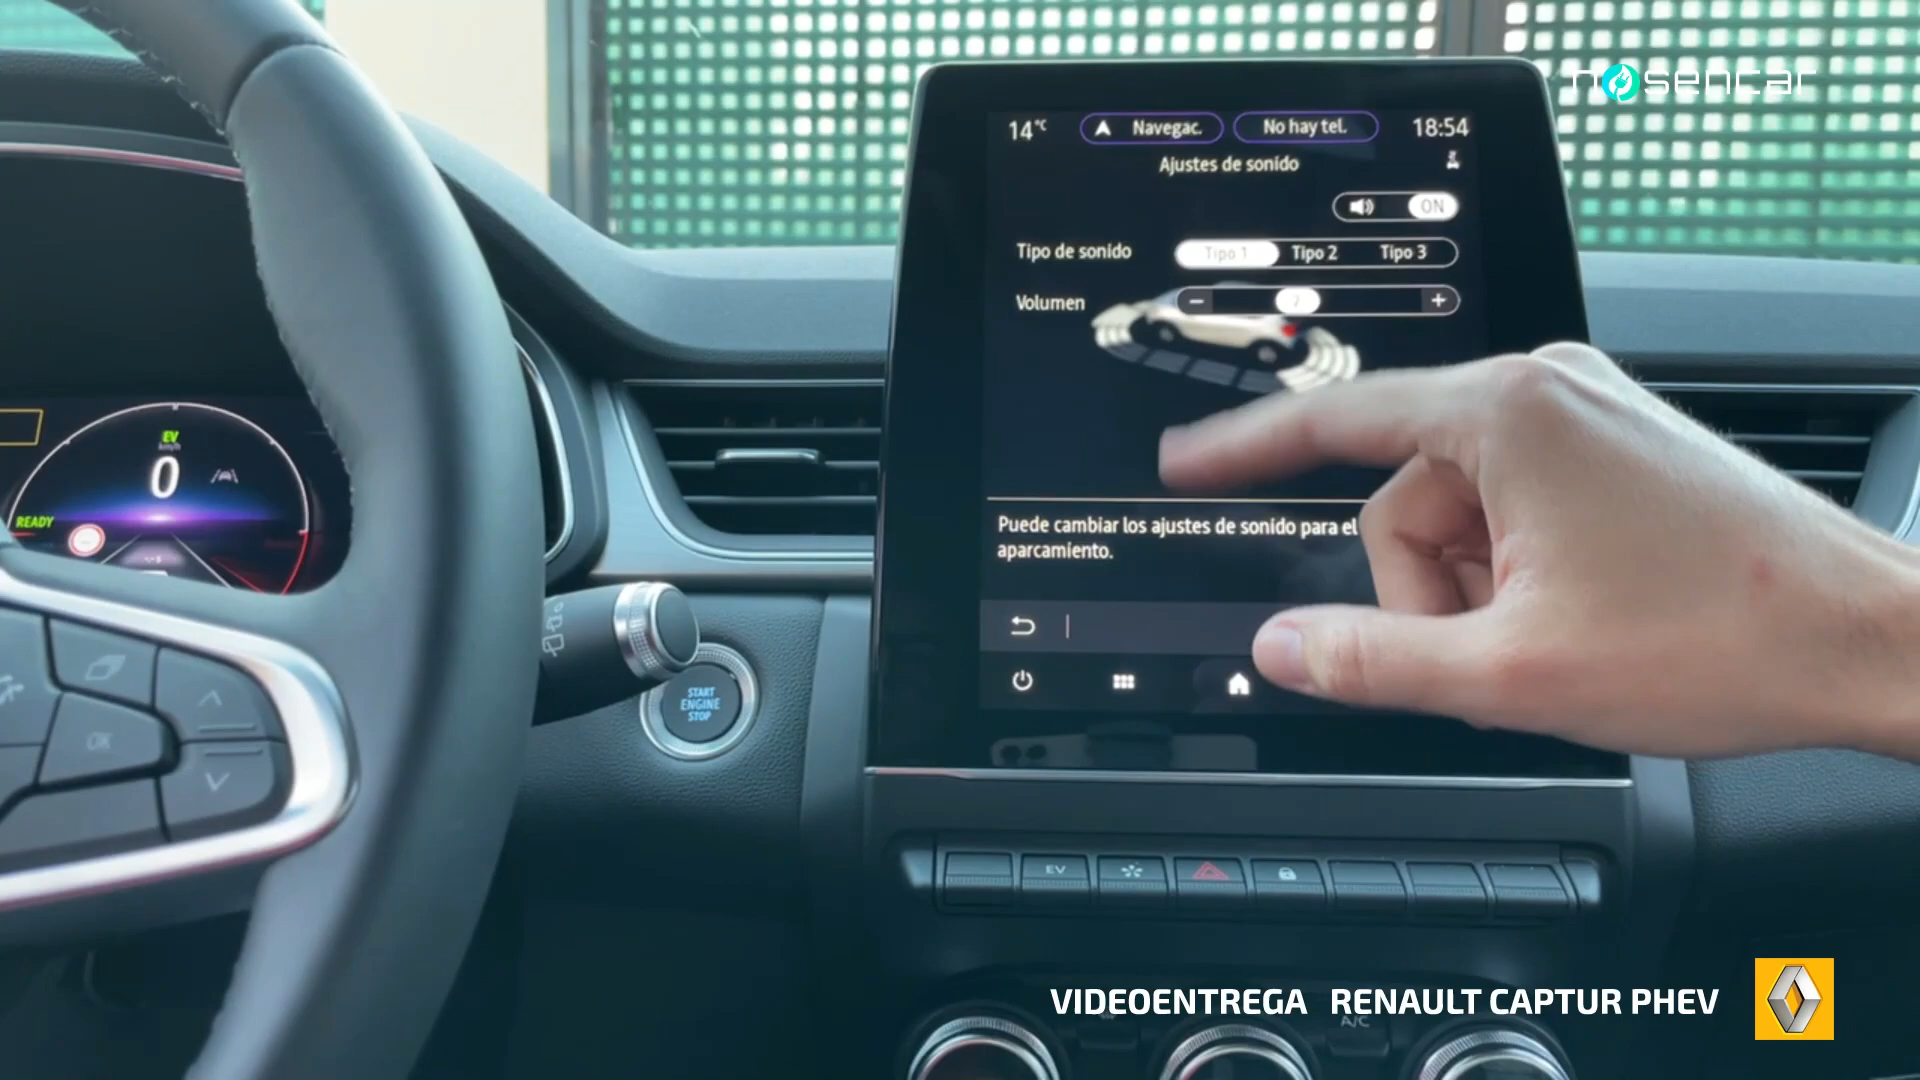 nosencar
14°C
Navegac.
No hay tel.
18:54
Ajustes de sonido
ON
Tipo de sonido
Tipo 1
Tipo 2
Tipo 3
Volumen
Puede cambiar los ajustes de sonido para el
aparcamiento.
EV
km/h
0
READY
OK
START
ENGINE
STOP
EV
A/C
VIDEOENTREGA RENAULT CAPTUR PHEV